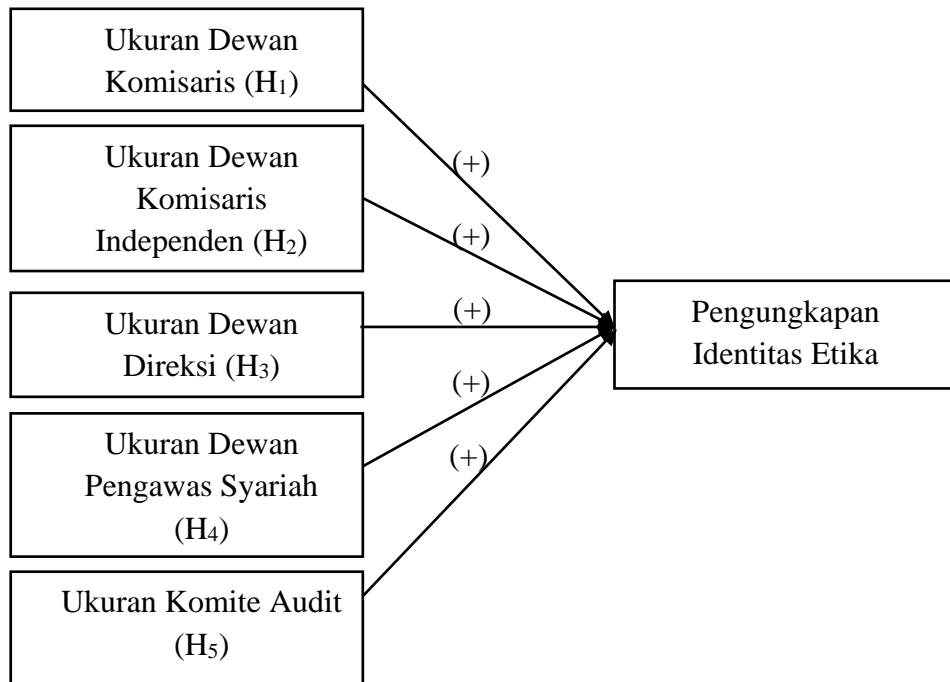 Ukuran Dewan
Komisaris (H₁)
Ukuran Dewan
Komisaris
Independen (H₂)
Ukuran Dewan
Direksi (H₃)
Ukuran Dewan
Pengawas Syariah
(H₄)
Ukuran Komite Audit
(H₅)
(+)
(+)
(+)
(+)
(+)
Pengungkapan
Identitas Etika